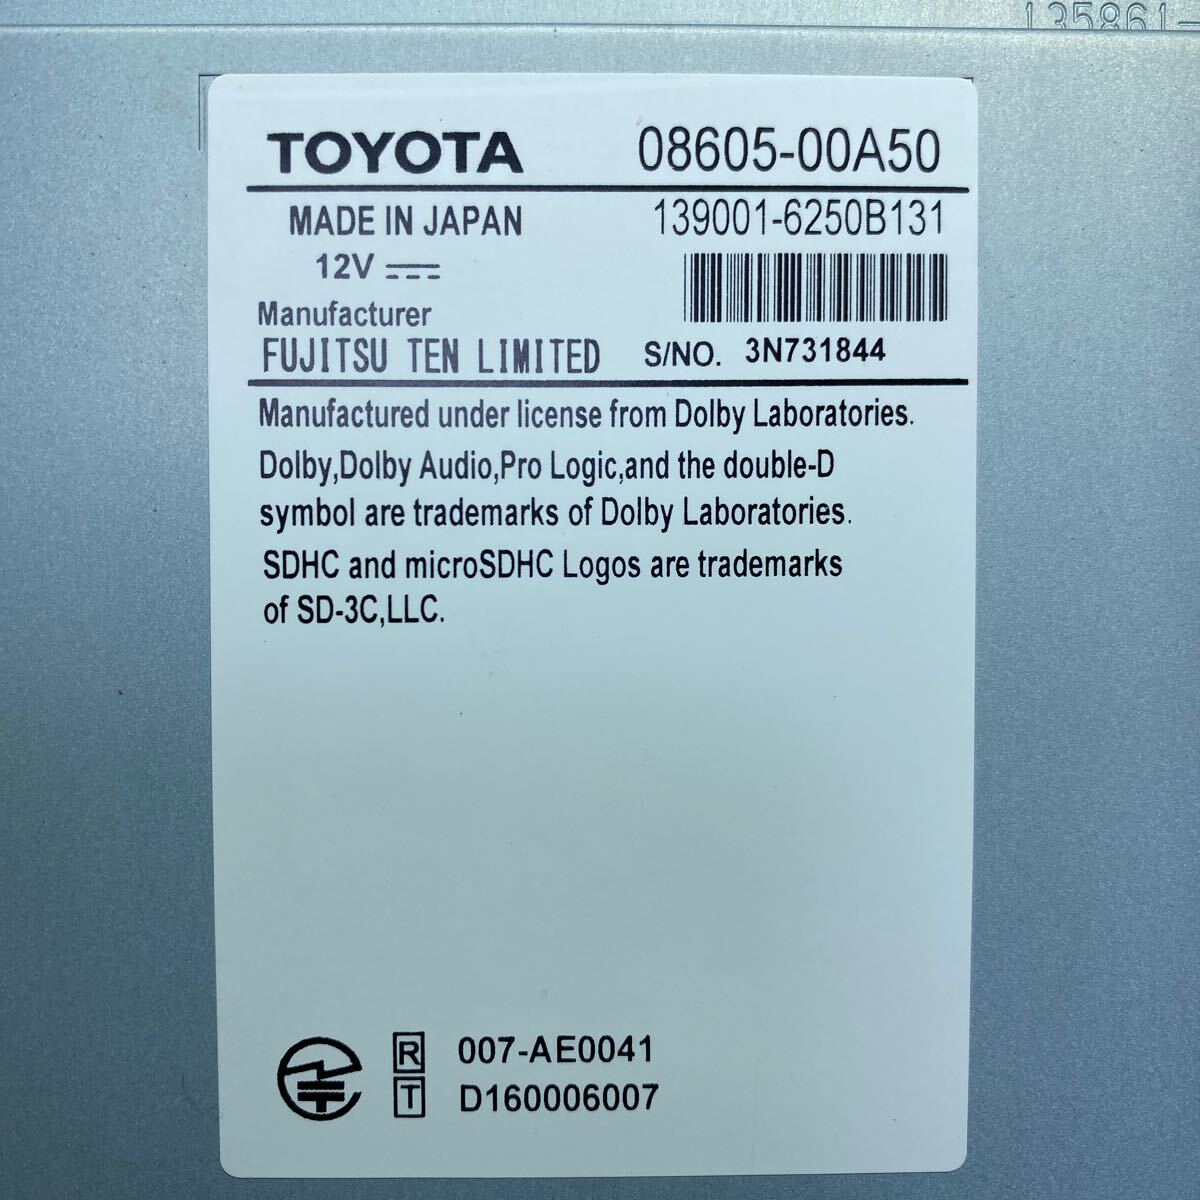 135861-
TOYOTA 08605-00A50
MADE IN JAPAN 139001-6250B131
12V
Manufacturer
FUJITSU TEN LIMITED S/NO. 3N731844
Manufactured under license from Dolby Laboratories.
Dolby,Dolby Audio,Pro Logic,and the double-D
symbol are trademarks of Dolby Laboratories.
SDHC and microSDHC Logos are trademarks
of SD-3C,LLC.
R 007-AE0041
T D160006007